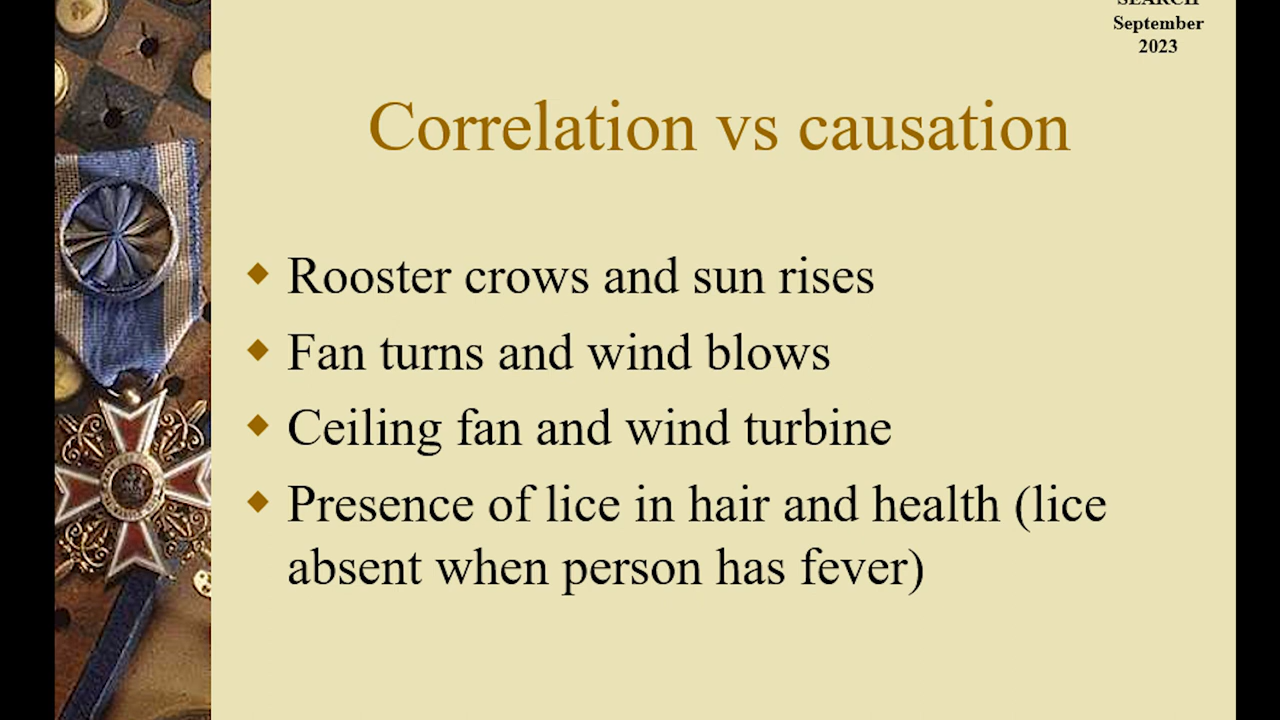 SEARCH
September
2023
Correlation vs causation
Rooster crows and sun rises
Fan turns and wind blows
Ceiling fan and wind turbine
Presence of lice in hair and health (lice
absent when person has fever)